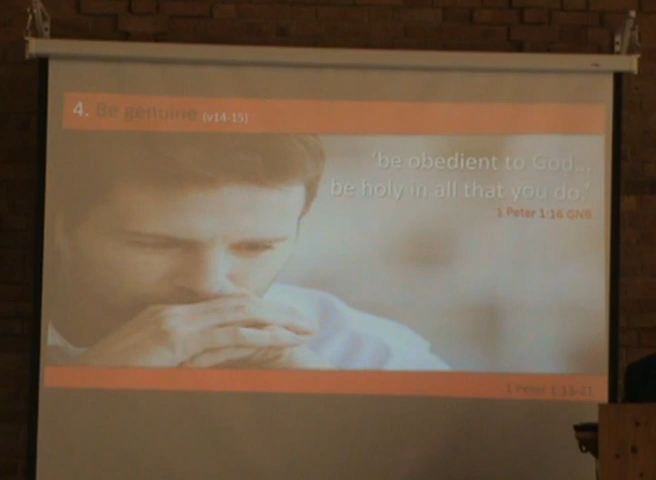 4. Be genuine (v14-15)
'be obedient to God...
be holy in all that you do.'
1 Peter 1:16 GNB
1 Peter 1:13-21